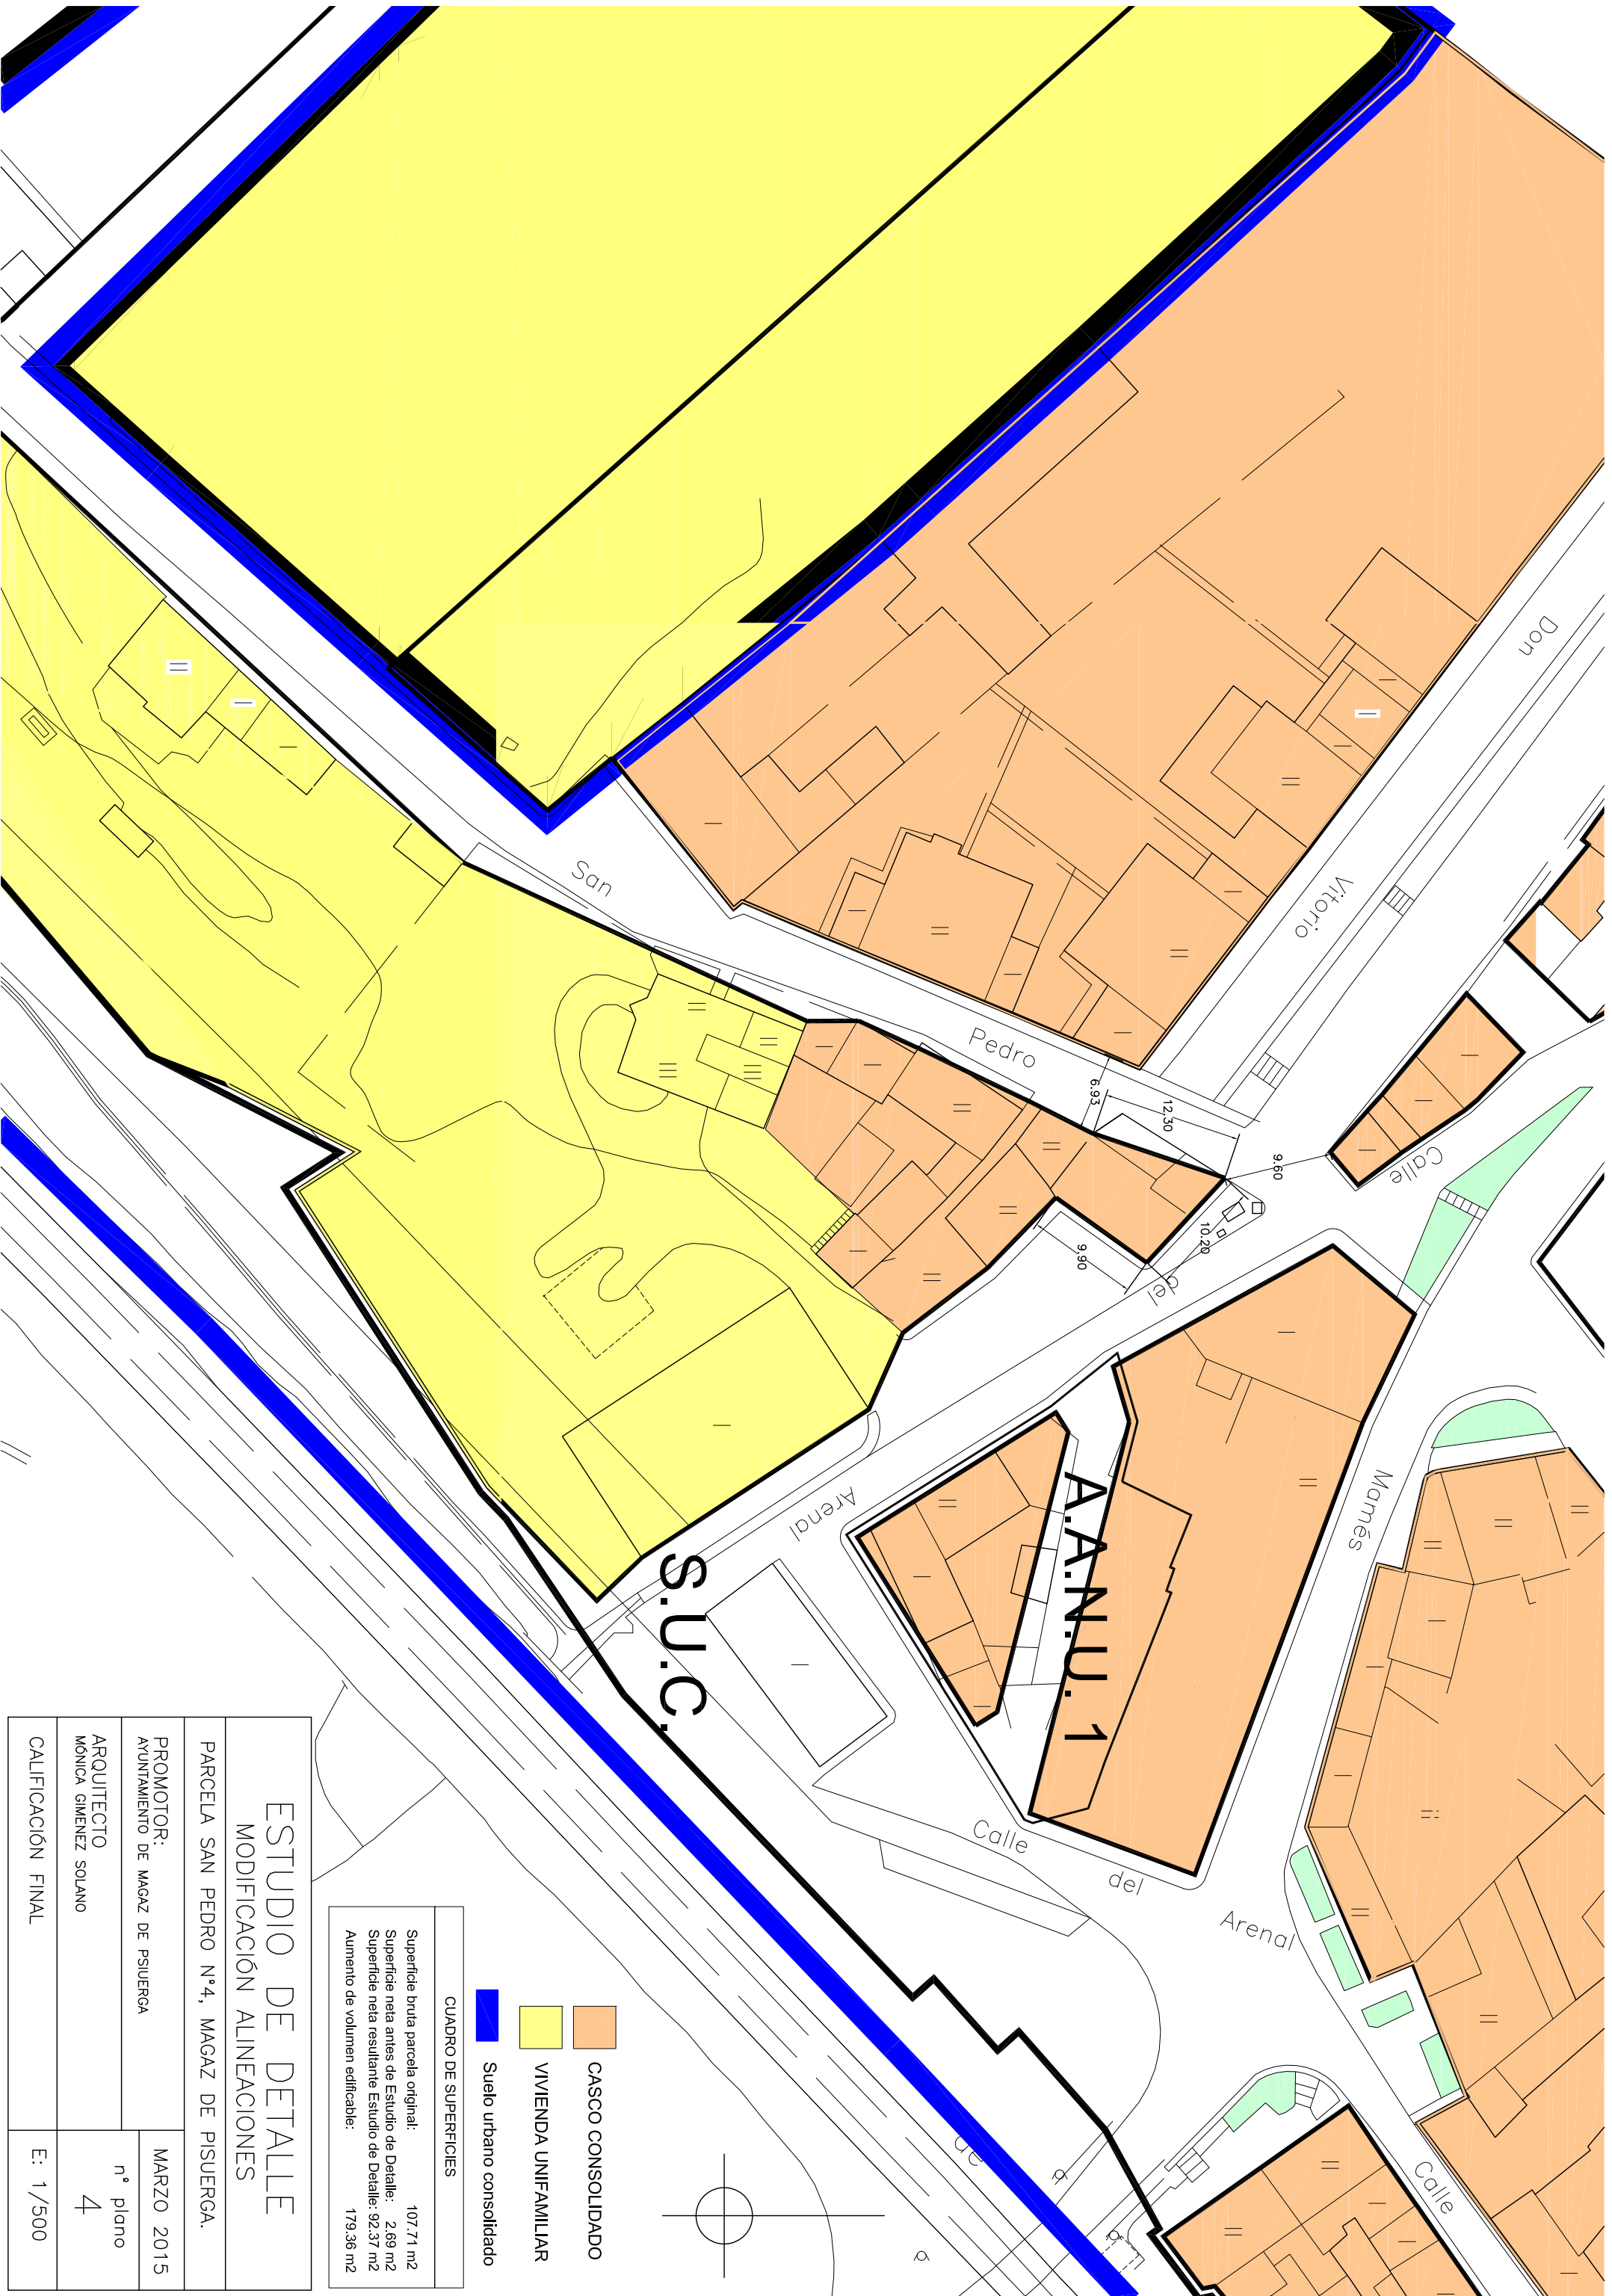 Don
Vitorio
San
Pedro
Calle
del
Mamés
Arenal
Calle
del
Arenal
Calle
de
6.93
12.30
9.60
10.20
9.90
A.A.N.U. 1
S.U.C.
CASCO CONSOLIDADO
VIVIENDA UNIFAMILIAR
Suelo urbano consolidado
CUADRO DE SUPERFICIES
Superficie bruta parcela original: 107.71 m2
Superficie neta antes de Estudio de Detalle: 2.69 m2
Superficie neta resultante Estudio de Detalle: 92.37 m2
Aumento de volumen edificable: 179.36 m2
ESTUDIO DE DETALLE
MODIFICACIÓN ALINEACIONES
PARCELA SAN PEDRO Nº4, MAGAZ DE PISUERGA.
PROMOTOR:
AYUNTAMIENTO DE MAGAZ DE PSIUERGA
MARZO 2015
ARQUITECTO
MÓNICA GIMENEZ SOLANO
nº plano
4
CALIFICACIÓN FINAL
E: 1/500